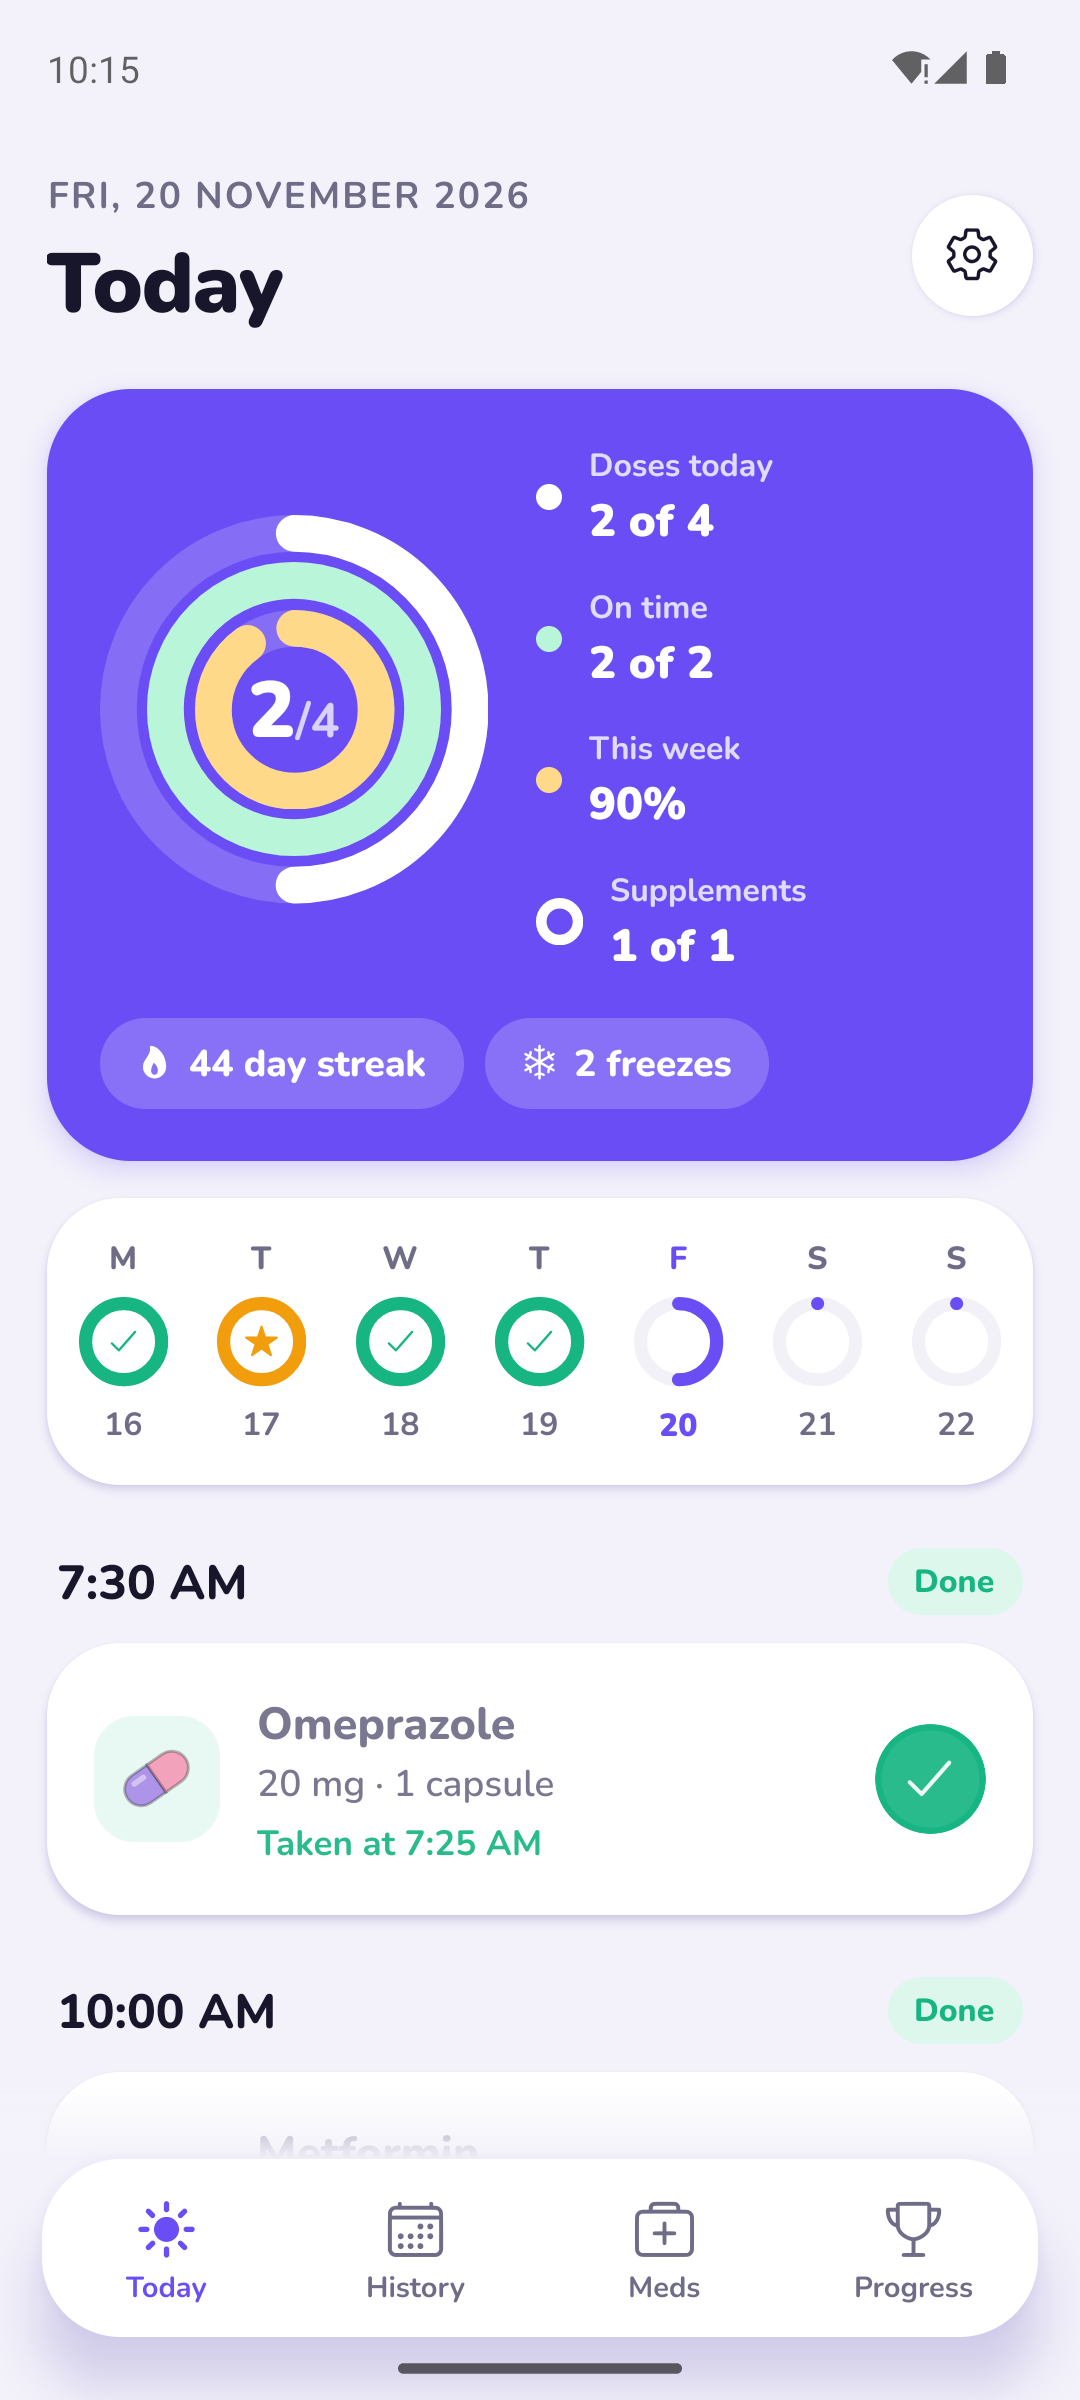 10:15
FRI, 20 NOVEMBER 2026
Today
Doses today
2 of 4
On time
2 of 2
2/4
This week
90%
Supplements
1 of 1
44 day streak
2 freezes
M T W T F S S
16 17 18 19 20 21 22
7:30 AM
Done
Omeprazole
20 mg · 1 capsule
Taken at 7:25 AM
10:00 AM
Done
Metformin
Today History Meds Progress